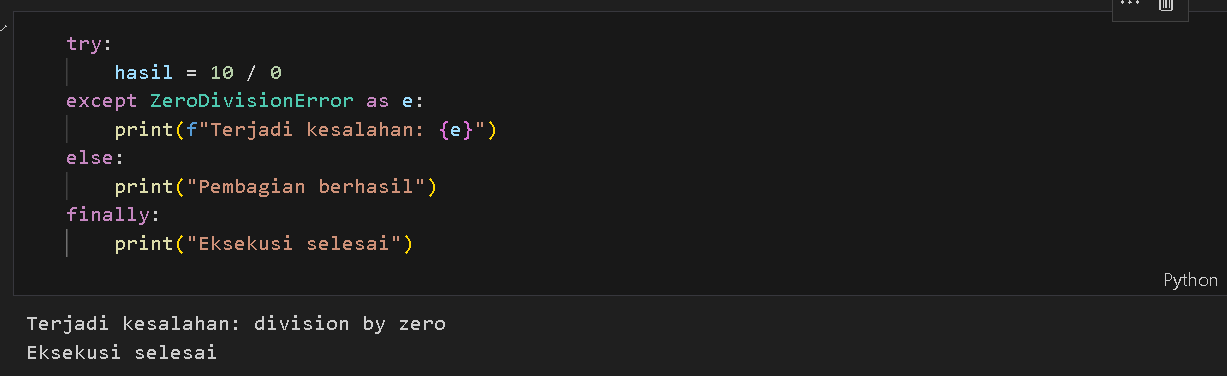 try:
    hasil = 10 / 0
except ZeroDivisionError as e:
    print(f"Terjadi kesalahan: {e}")
else:
    print("Pembagian berhasil")
finally:
    print("Eksekusi selesai")
Python
Terjadi kesalahan: division by zero
Eksekusi selesai